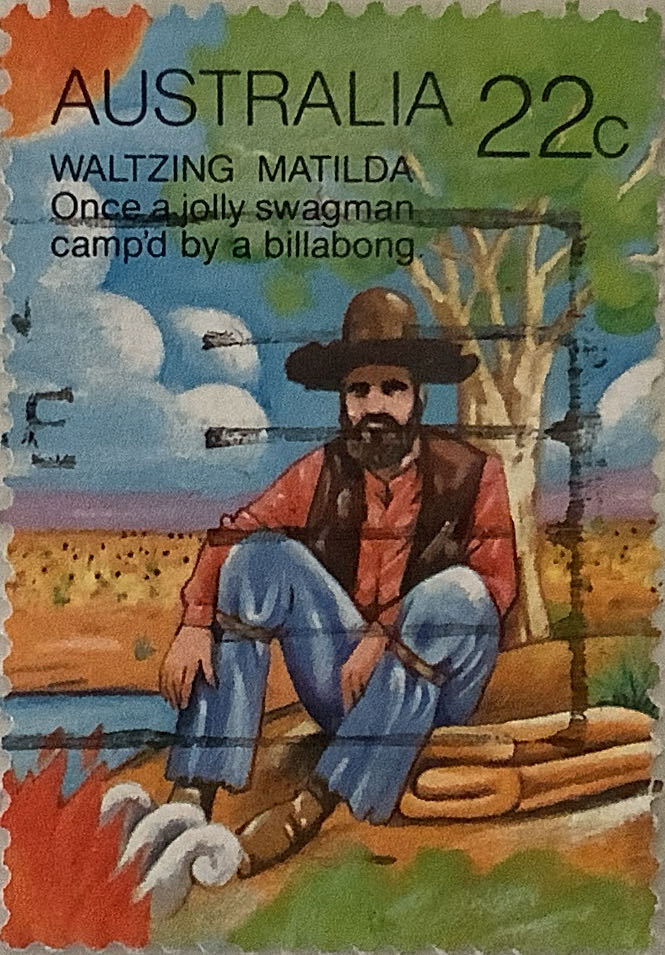 AUSTRALIA 22c
WALTZING MATILDA
Once a jolly swagman
camp'd by a billabong.